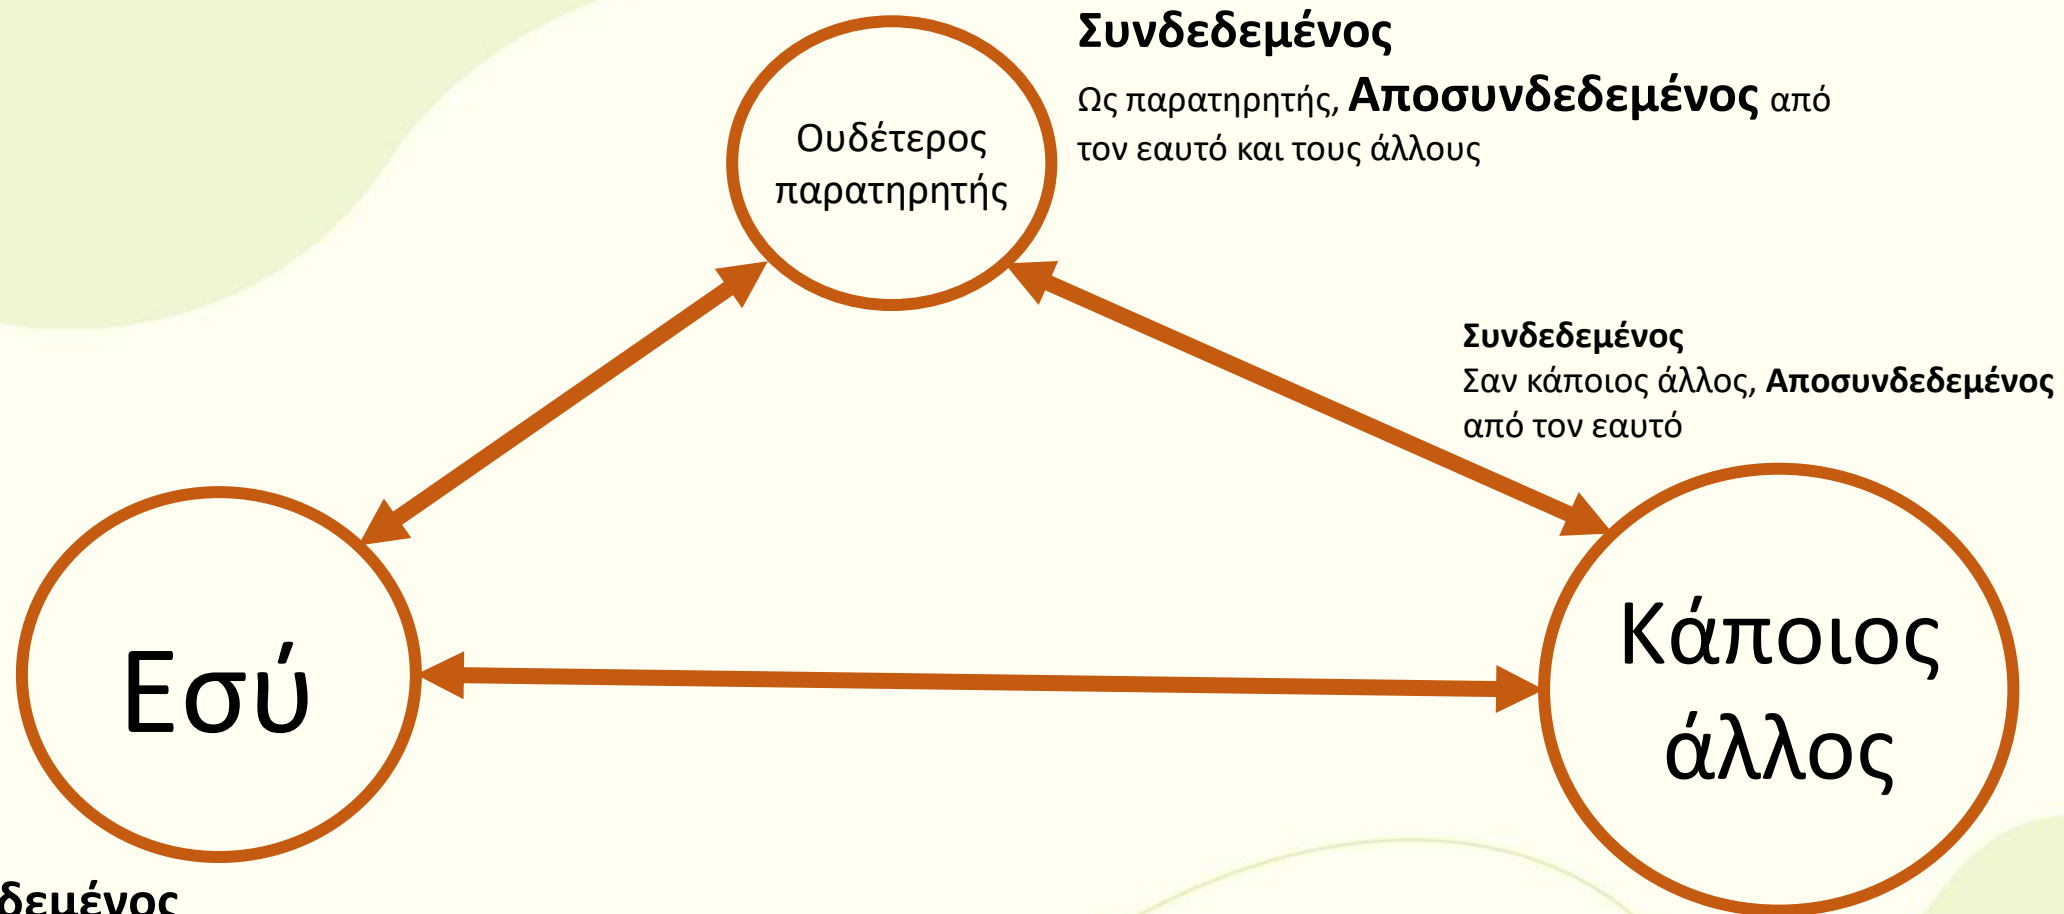 Συνδεδεμένος
Ως παρατηρητής, Αποσυνδεδεμένος από
τον εαυτό και τους άλλους
Ουδέτερος
παρατηρητής
Συνδεδεμένος
Σαν κάποιος άλλος, Αποσυνδεδεμένος
από τον εαυτό
Εσύ
Κάποιος
άλλος